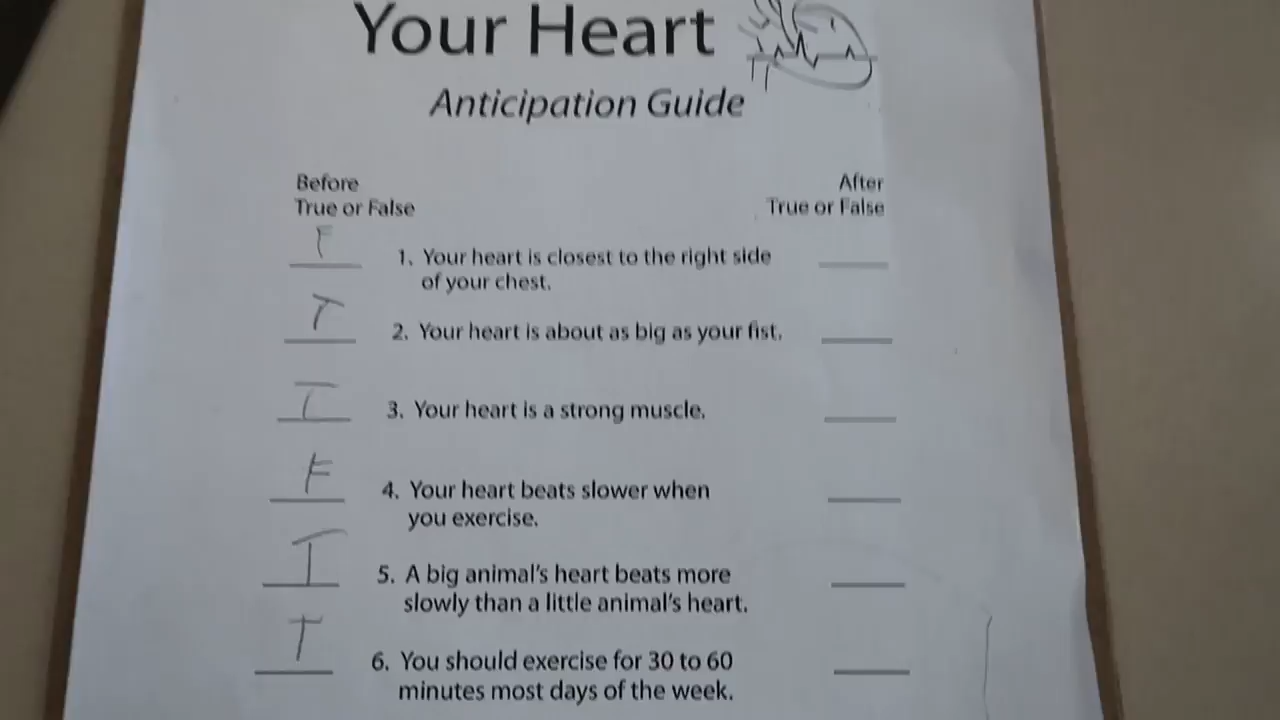 Your Heart
Anticipation Guide
Before After
True or False True or False
F 1. Your heart is closest to the right side
of your chest.
T 2. Your heart is about as big as your fist.
T 3. Your heart is a strong muscle.
F 4. Your heart beats slower when
you exercise.
T 5. A big animal's heart beats more
slowly than a little animal's heart.
T 6. You should exercise for 30 to 60
minutes most days of the week.